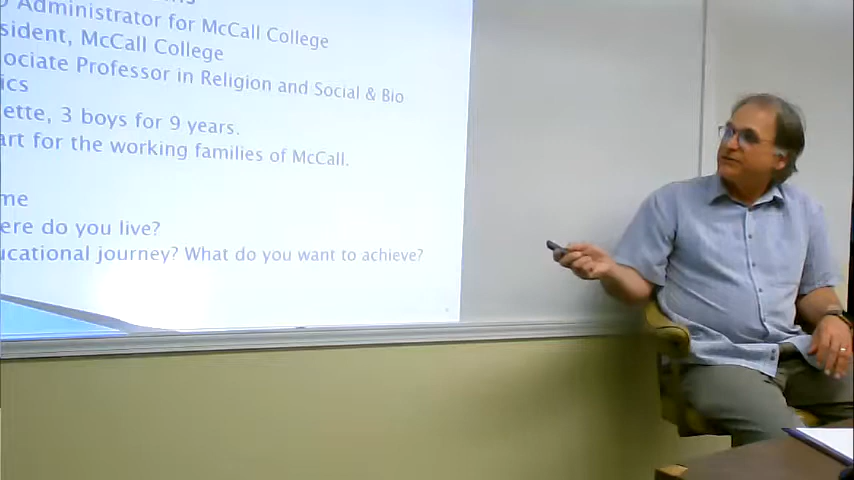 Administrator for McCall College
sident, McCall College
ociate Professor in Religion and Social & Bio
ics
ette, 3 boys for 9 years.
art for the working families of McCall.
me
ere do you live?
ucational journey? What do you want to achieve?